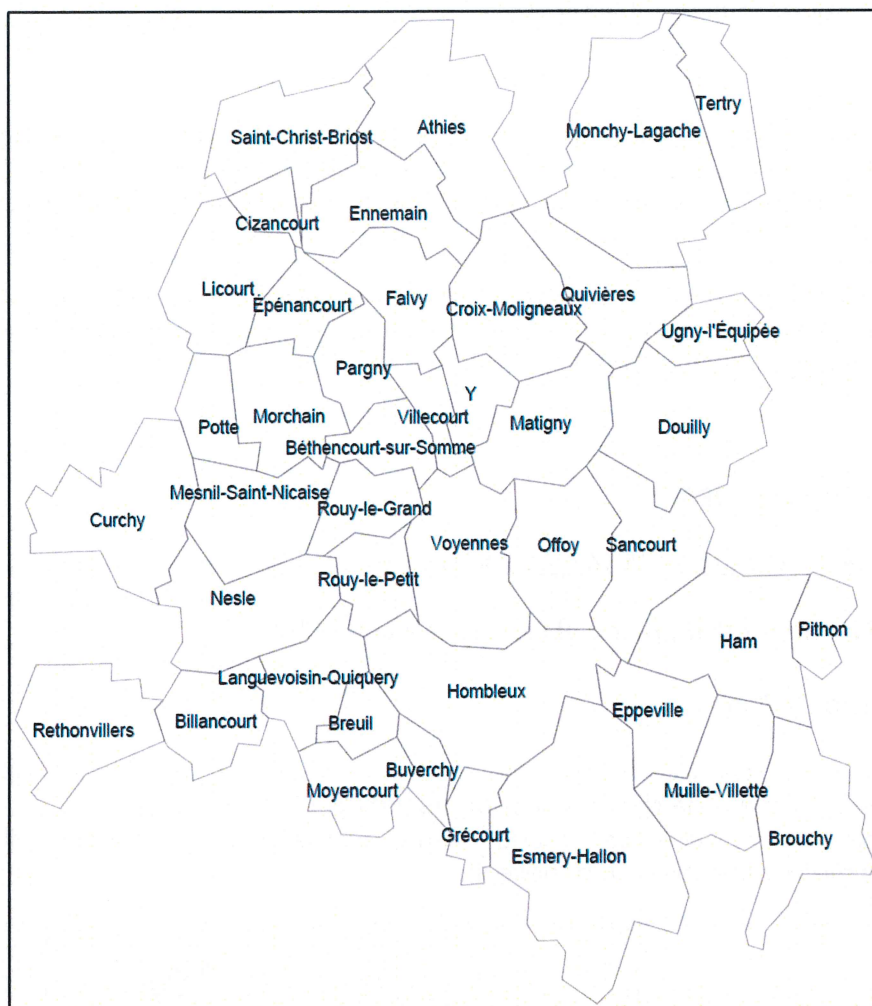 Tertry
Athies
Monchy-Lagache
Saint-Christ-Briost
Ennemain
Cizancourt
Licourt
Quivières
Falvy
Épénancourt
Croix-Moligneaux
Ugny-l'Équipée
Pargny
Y
Morchain
Villecourt
Matigny
Potte
Douilly
Béthencourt-sur-Somme
Mesnil-Saint-Nicaise
Rouy-le-Grand
Curchy
Voyennes
Offoy
Sancourt
Rouy-le-Petit
Nesle
Pithon
Ham
Languevoisin-Quiquery
Hombleux
Eppeville
Billancourt
Breuil
Rethonvillers
Buverchy
Moyencourt
Muille-Villette
Grécourt
Brouchy
Esmery-Hallon